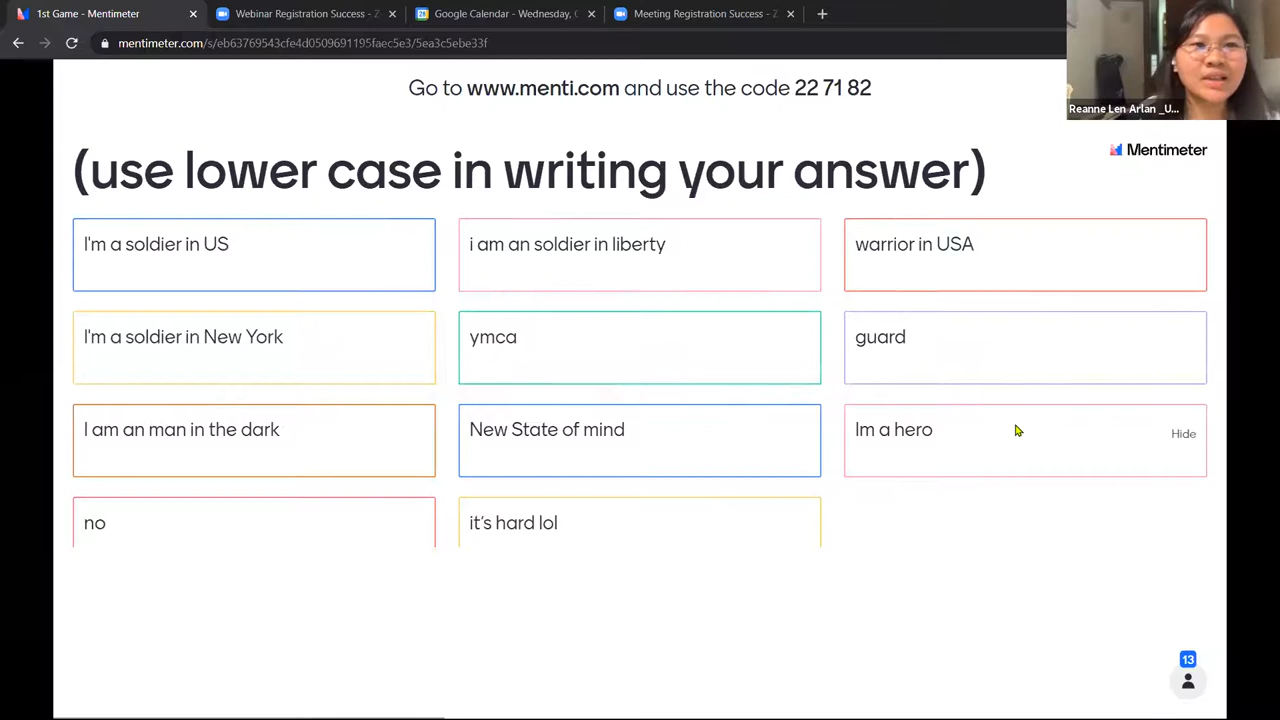 1st Game - Mentimeter
Webinar Registration Success - Z
Google Calendar - Wednesday,
Meeting Registration Success - Z
mentimeter.com/s/eb63769543cfe4d0509691195faec5e3/5ea3c5ebe33f
Reanne Len Arlan _U...
Go to www.menti.com and use the code 22 71 82
Mentimeter
(use lower case in writing your answer)
I'm a soldier in US
i am an soldier in liberty
warrior in USA
I'm a soldier in New York
ymca
guard
I am an man in the dark
New State of mind
Im a hero
Hide
no
it's hard lol
13